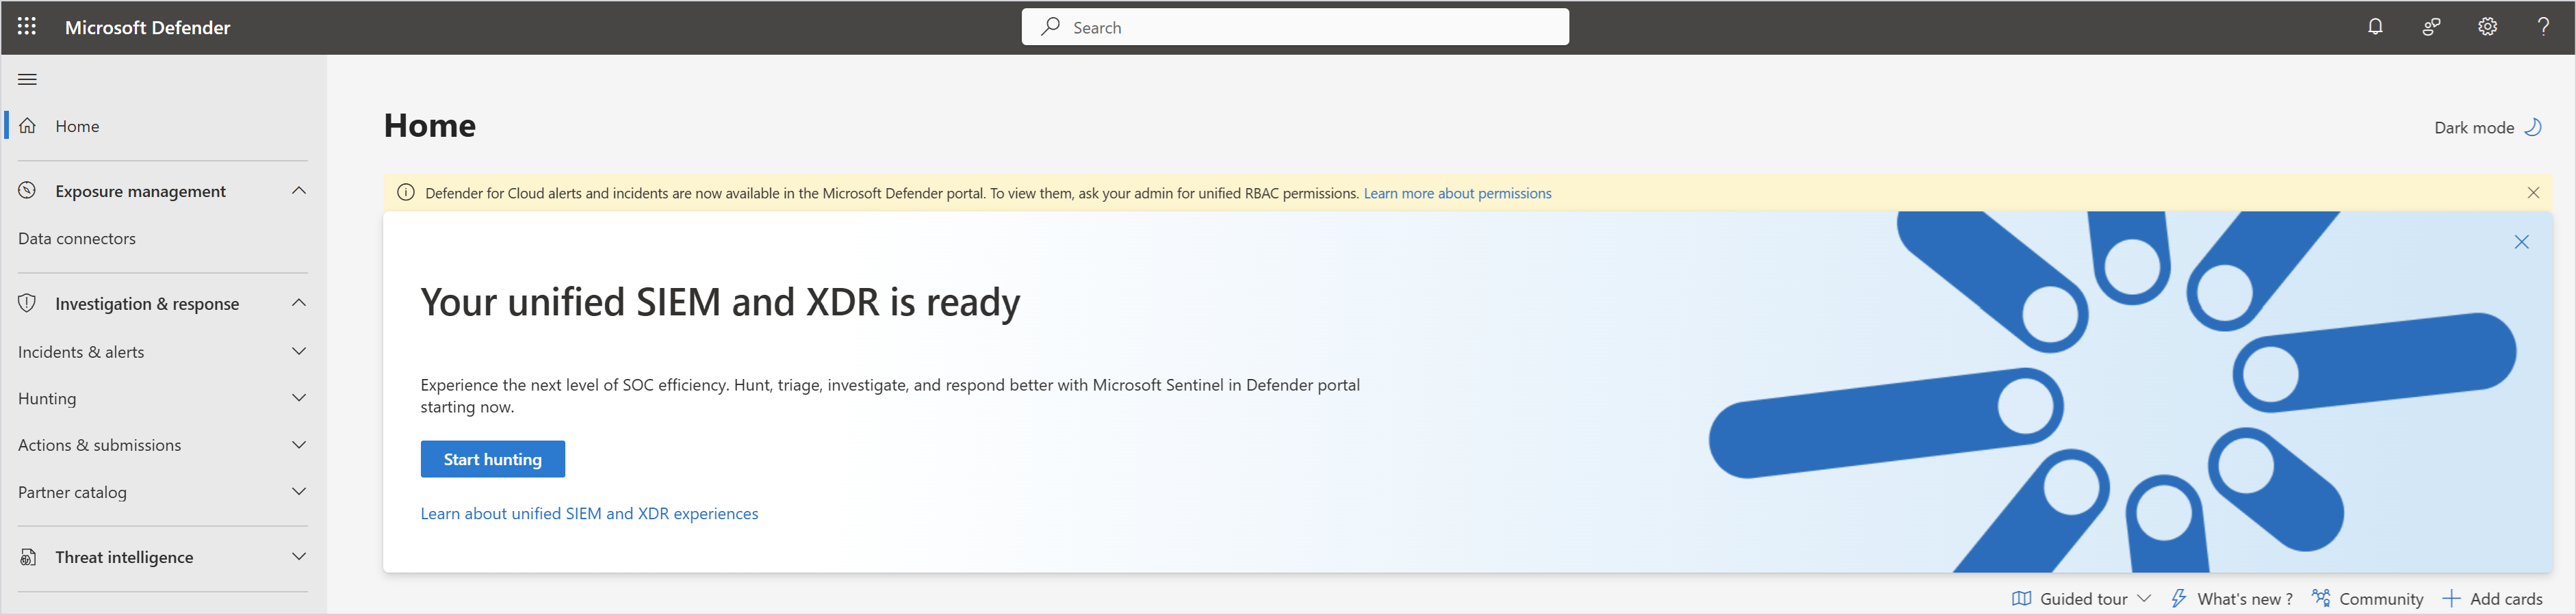 Microsoft Defender
Search
Home
Exposure management
Data connectors
Investigation & response
Incidents & alerts
Hunting
Actions & submissions
Partner catalog
Threat intelligence
Home
Dark mode
Defender for Cloud alerts and incidents are now available in the Microsoft Defender portal. To view them, ask your admin for unified RBAC permissions. Learn more about permissions
Your unified SIEM and XDR is ready
Experience the next level of SOC efficiency. Hunt, triage, investigate, and respond better with Microsoft Sentinel in Defender portal
starting now.
Start hunting
Learn about unified SIEM and XDR experiences
Guided tour What's new ? Community Add cards